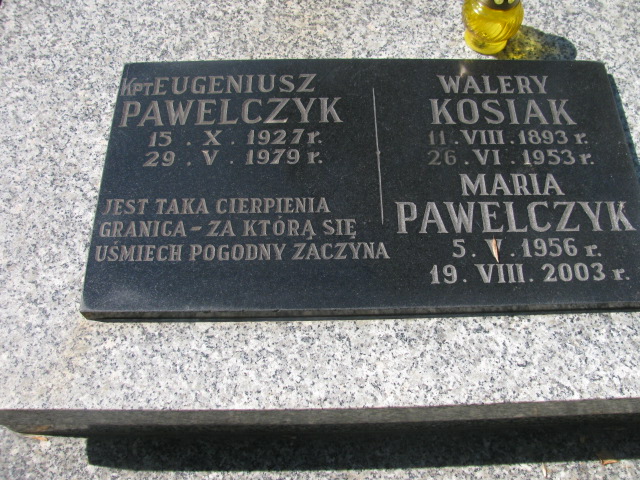 KPT EUGENIUSZ
PAWELCZYK
15 . X . 1927 r.
29 . V . 1979 r.
JEST TAKA CIERPIENIA
GRANICA – ZA KTÓRĄ SIĘ
UŚMIECH POGODNY ZACZYNA
WALERY
KOSIAK
11. VIII. 1893 r.
26 . VI . 1953 r.
MARIA
PAWELCZYK
5. V . 1956 r.
19. VIII. 2003 r.